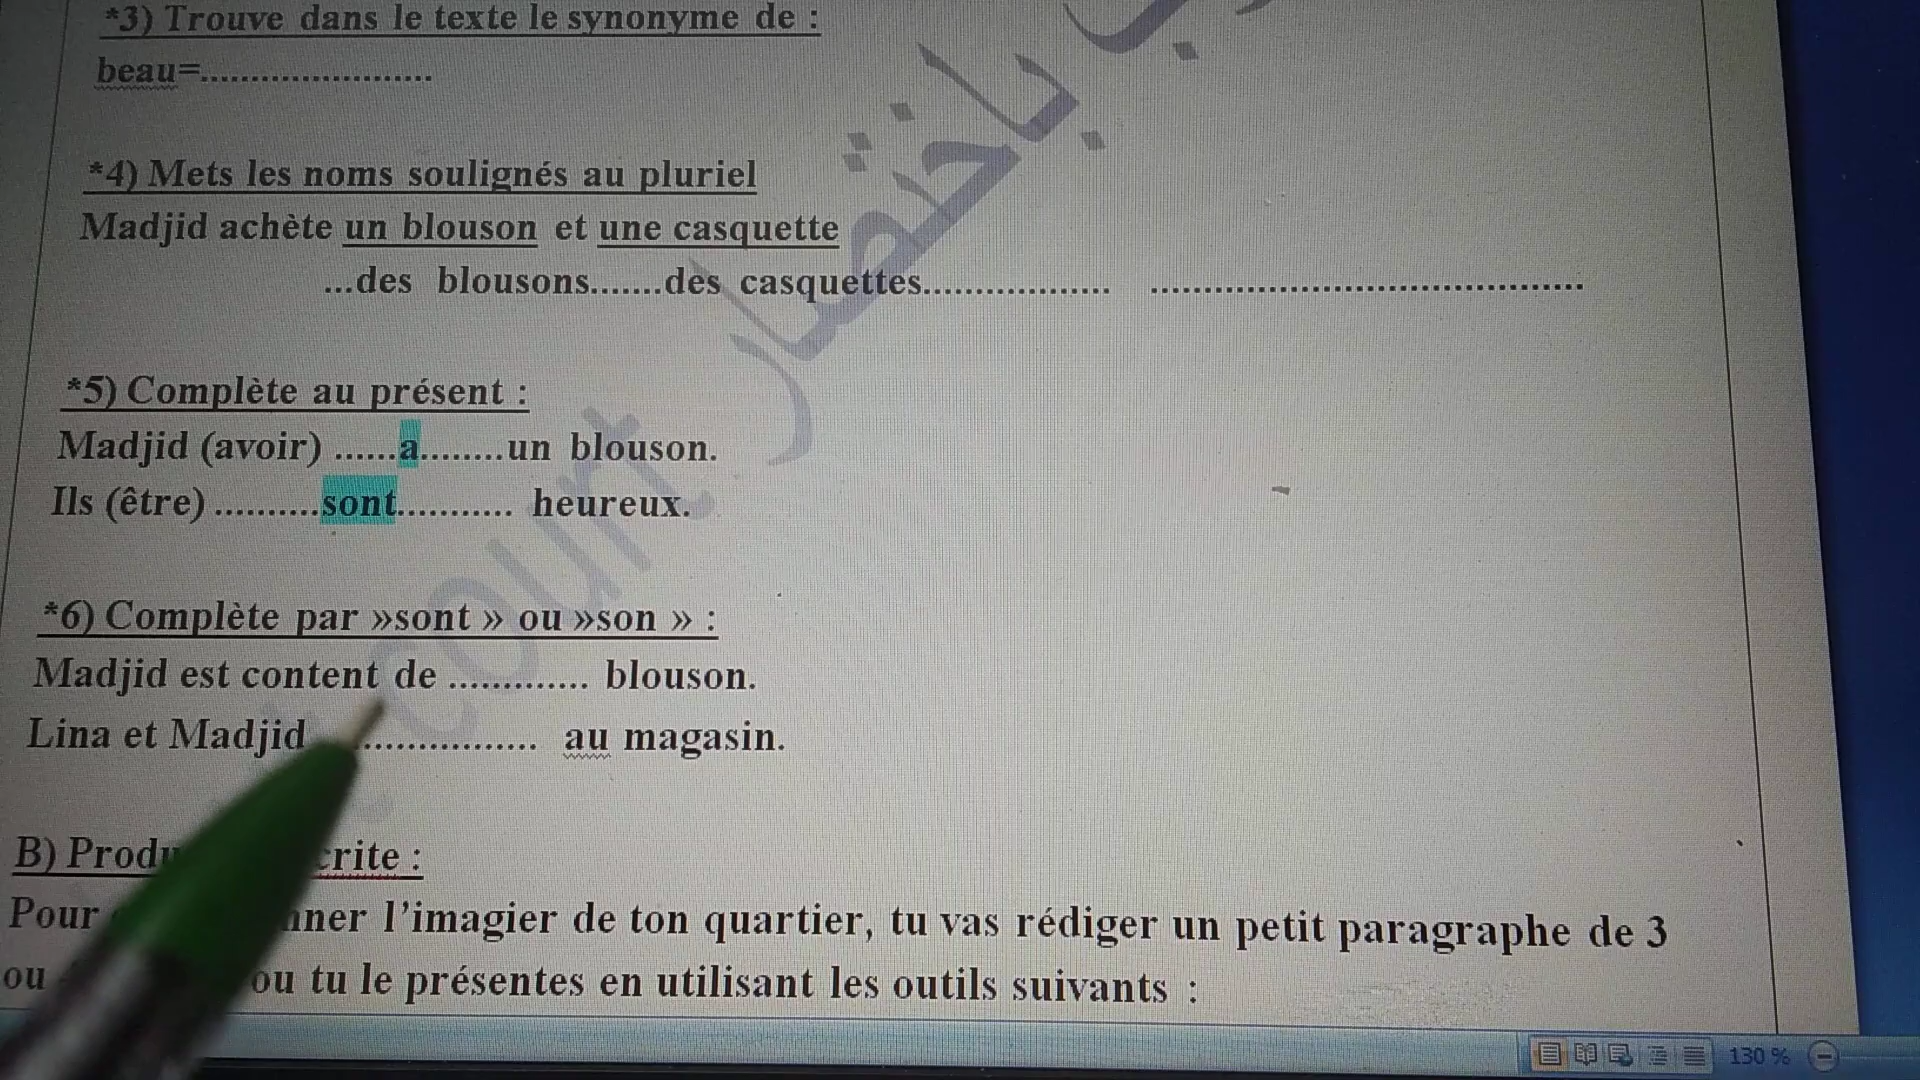 *3) Trouve dans le texte le synonyme de :
beau=.......................
*4) Mets les noms soulignés au pluriel
Madjid achète un blouson et une casquette
...des blousons.......des casquettes.................. ........................................
*5) Complète au présent :
Madjid (avoir) ......a........un blouson.
Ils (être) ..........sont........... heureux.
*6) Complète par »sont » ou »son » :
Madjid est content de ............. blouson.
Lina et Madjid ................. au magasin.
B) crite :
Pour l’imagier de ton quartier, tu vas rédiger un petit paragraphe de 3
ou ou tu le présentes en utilisant les outils suivants :
باختصار
court
130 %